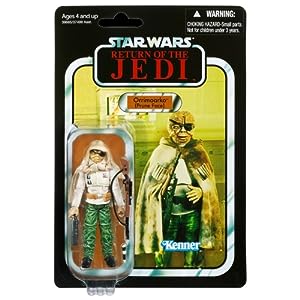 Ages 4 and up
WARNING:
CHOKING HAZARD-Small parts.
Not for children under 3 years.
STAR WARS
RETURN OF THE
JEDI
Orrimaarko
(Prune Face)
Kenner